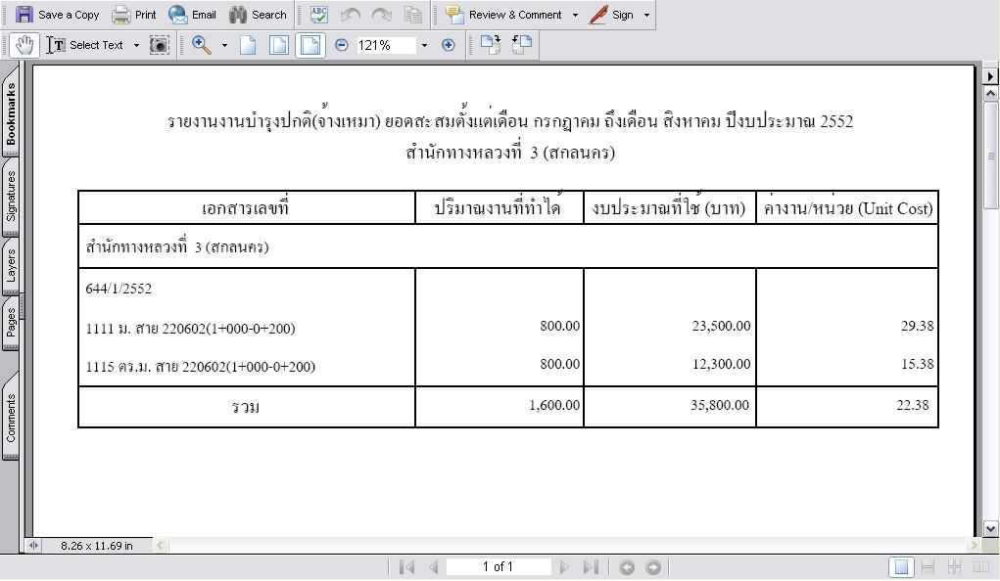 Save a Copy Print Email Search Review & Comment Sign
Select Text 121%
Bookmarks
Signatures
Layers
Pages
Comments
รายงานงานบำรุงปกติ(จ้างเหมา) ยอดสะสมตั้งแต่เดือน กรกฎาคม ถึงเดือน สิงหาคม ปีงบประมาณ 2552
สำนักทางหลวงที่ 3 (สกลนคร)
เอกสารเลขที่ ปริมาณงานที่ทำได้ งบประมาณที่ใช้ (บาท) ค่างาน/หน่วย (Unit Cost)
สำนักทางหลวงที่ 3 (สกลนคร)
644/1/2552
1111 ม. สาย 220602(1+000-0+200) 800.00 23,500.00 29.38
1115 ตร.ม. สาย 220602(1+000-0+200) 800.00 12,300.00 15.38
รวม 1,600.00 35,800.00 22.38
8.26 x 11.69 in
1 of 1